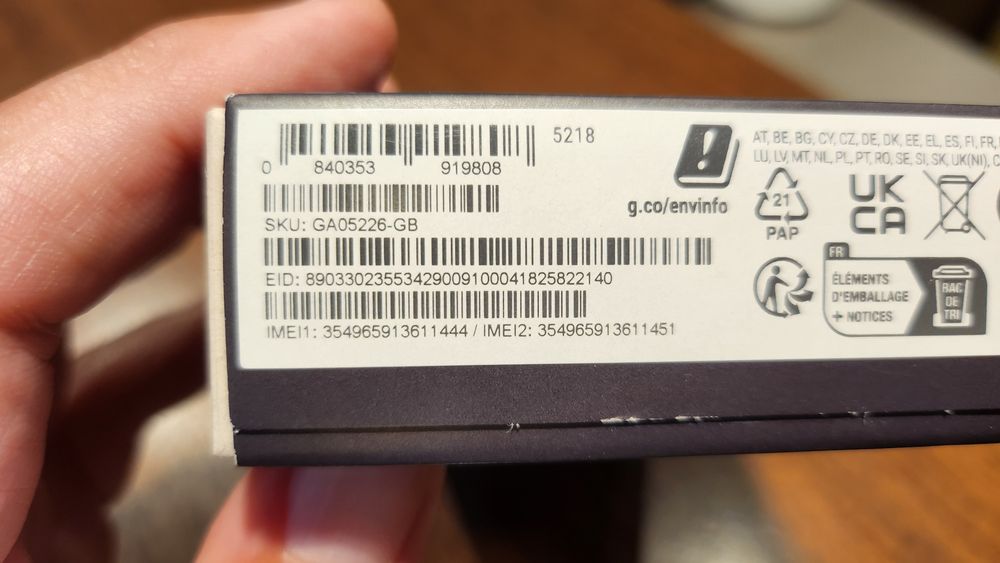 5218
0 840353 919808
SKU: GA05226-GB
EID: 89033023553429009100041825822140
IMEI1: 354965913611444 / IMEI2: 354965913611451
g.co/envinfo
AT, BE, BG, CY, CZ, DE, DK, EE, EL, ES, FI, FR,
LU, LV, MT, NL, PL, PT, RO, SE, SI, SK, UK(NI),
21
PAP
UK
CA
FR
ÉLÉMENTS
D'EMBALLAGE
+ NOTICES
BAC
DE
TRI